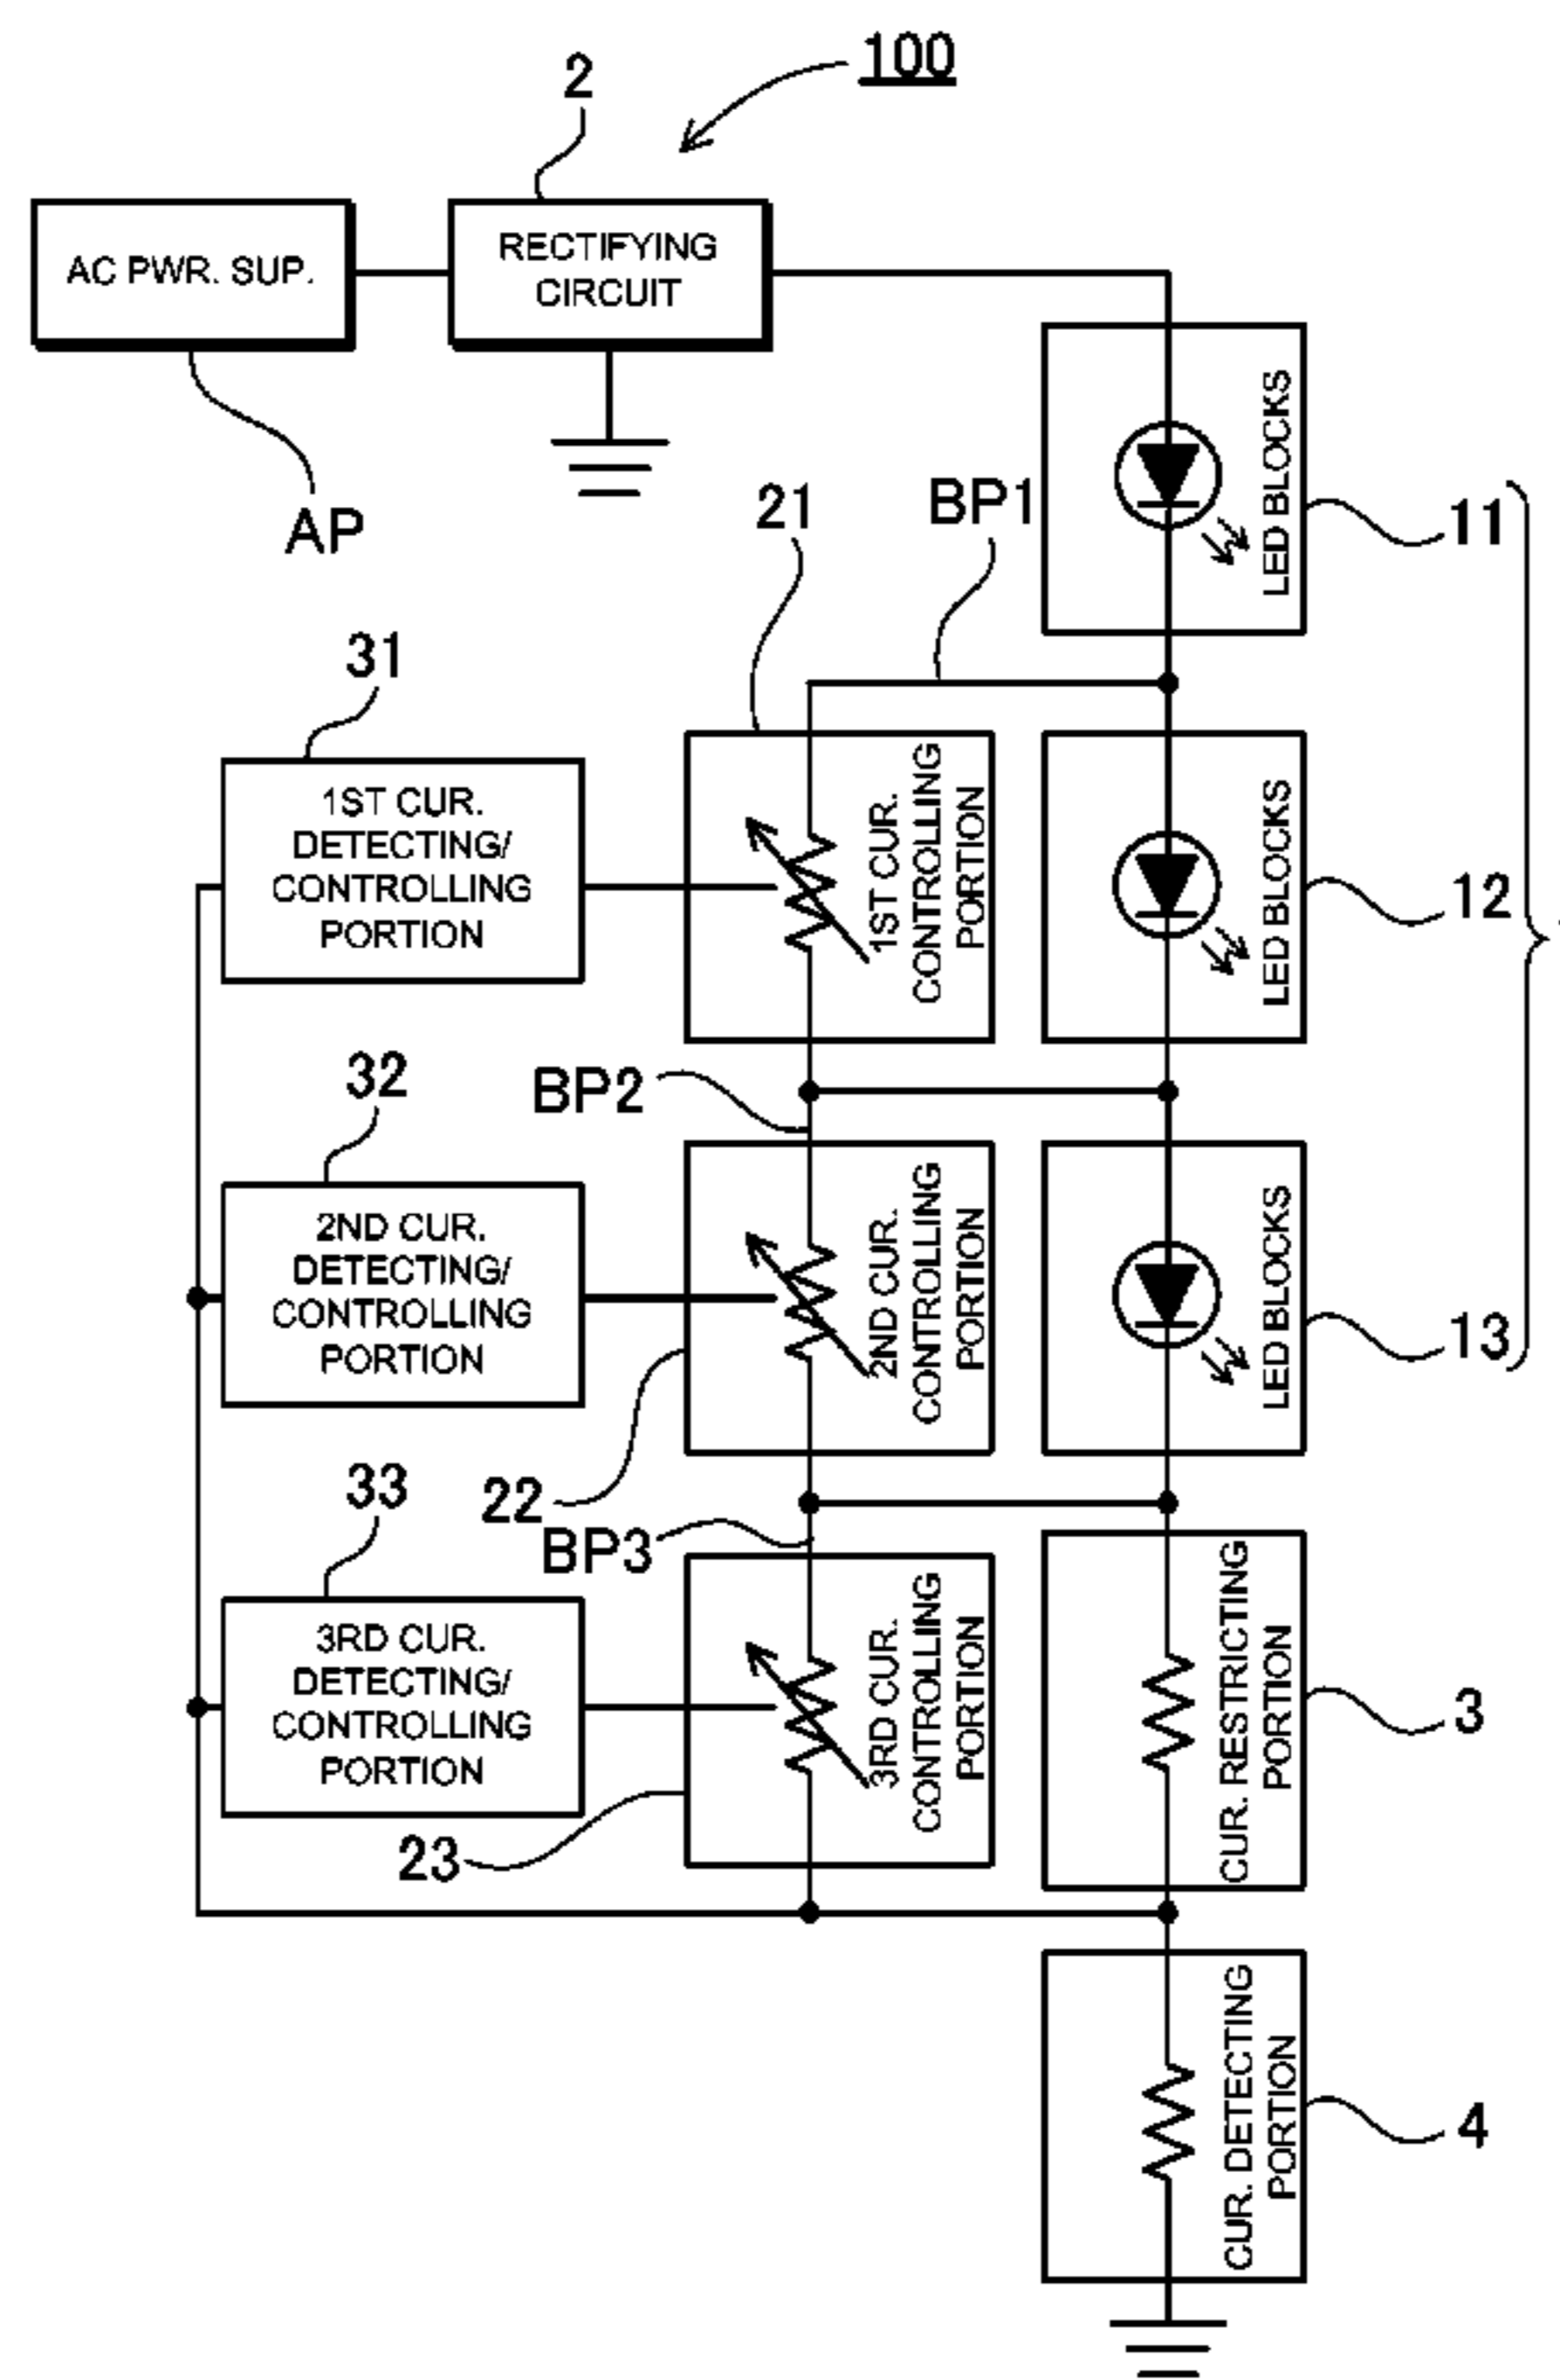 100
2
AC PWR. SUP.
RECTIFYING
CIRCUIT
AP
LED BLOCKS
11
BP1
21
31
1ST CUR.
DETECTING/
CONTROLLING
PORTION
1ST CUR.
CONTROLLING
PORTION
LED BLOCKS
12
BP2
32
2ND CUR.
DETECTING/
CONTROLLING
PORTION
2ND CUR.
CONTROLLING
PORTION
22
LED BLOCKS
13
BP3
33
3RD CUR.
DETECTING/
CONTROLLING
PORTION
3RD CUR.
CONTROLLING
PORTION
23
CUR. RESTRICTING
PORTION
3
CUR. DETECTING
PORTION
4